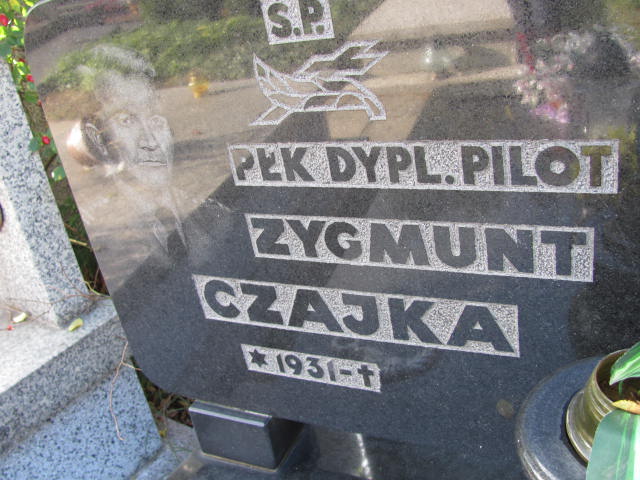 S.P.
PŁK DYPL. PILOT
ZYGMUNT
CZAJKA
* 1931 - †